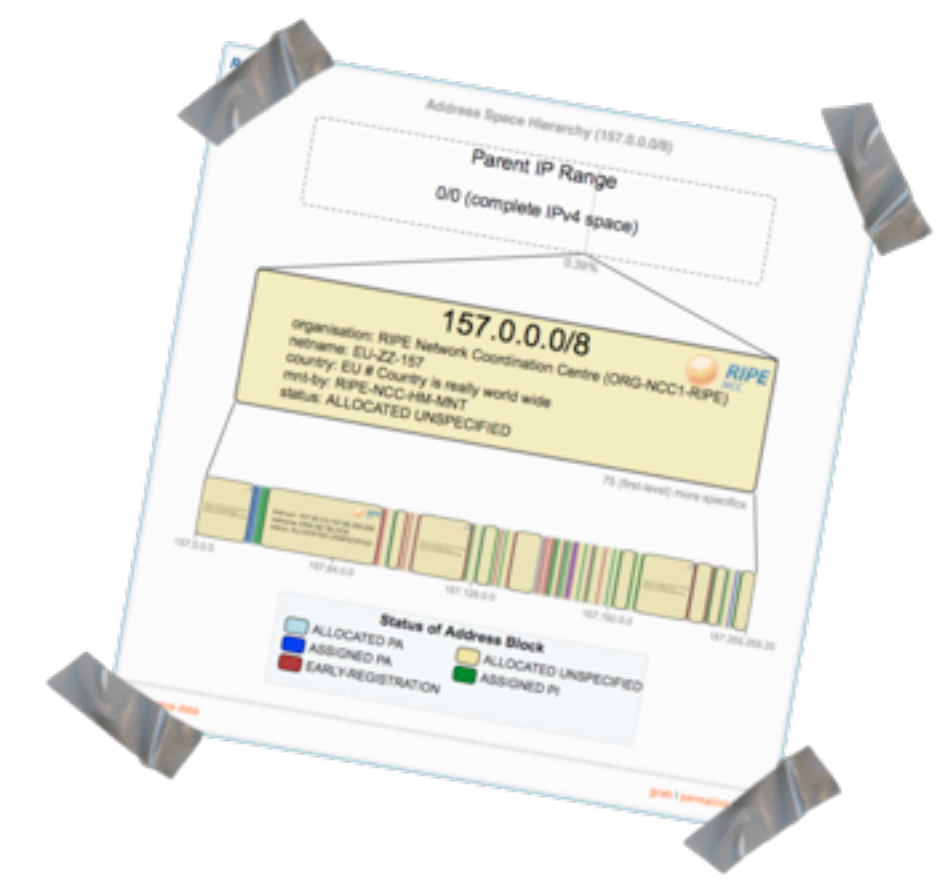 Address Space Hierarchy (157.0.0.0/8)
Parent IP Range
0/0 (complete IPv4 space)
0.39%
157.0.0.0/8
organisation: RIPE Network Coordination Centre (ORG-NCC1-RIPE)
netname: EU-ZZ-157
country: EU # Country is really world wide
mnt-by: RIPE-NCC-HM-MNT
status: ALLOCATED UNSPECIFIED
RIPE
NCC
75 (first-level) more specifics
157.0.0.0
157.64.0.0
157.128.0.0
157.192.0.0
Status of Address Block
ALLOCATED PA
ASSIGNED PA
EARLY-REGISTRATION
ALLOCATED UNSPECIFIED
ASSIGNED PI
data
grab | permalink